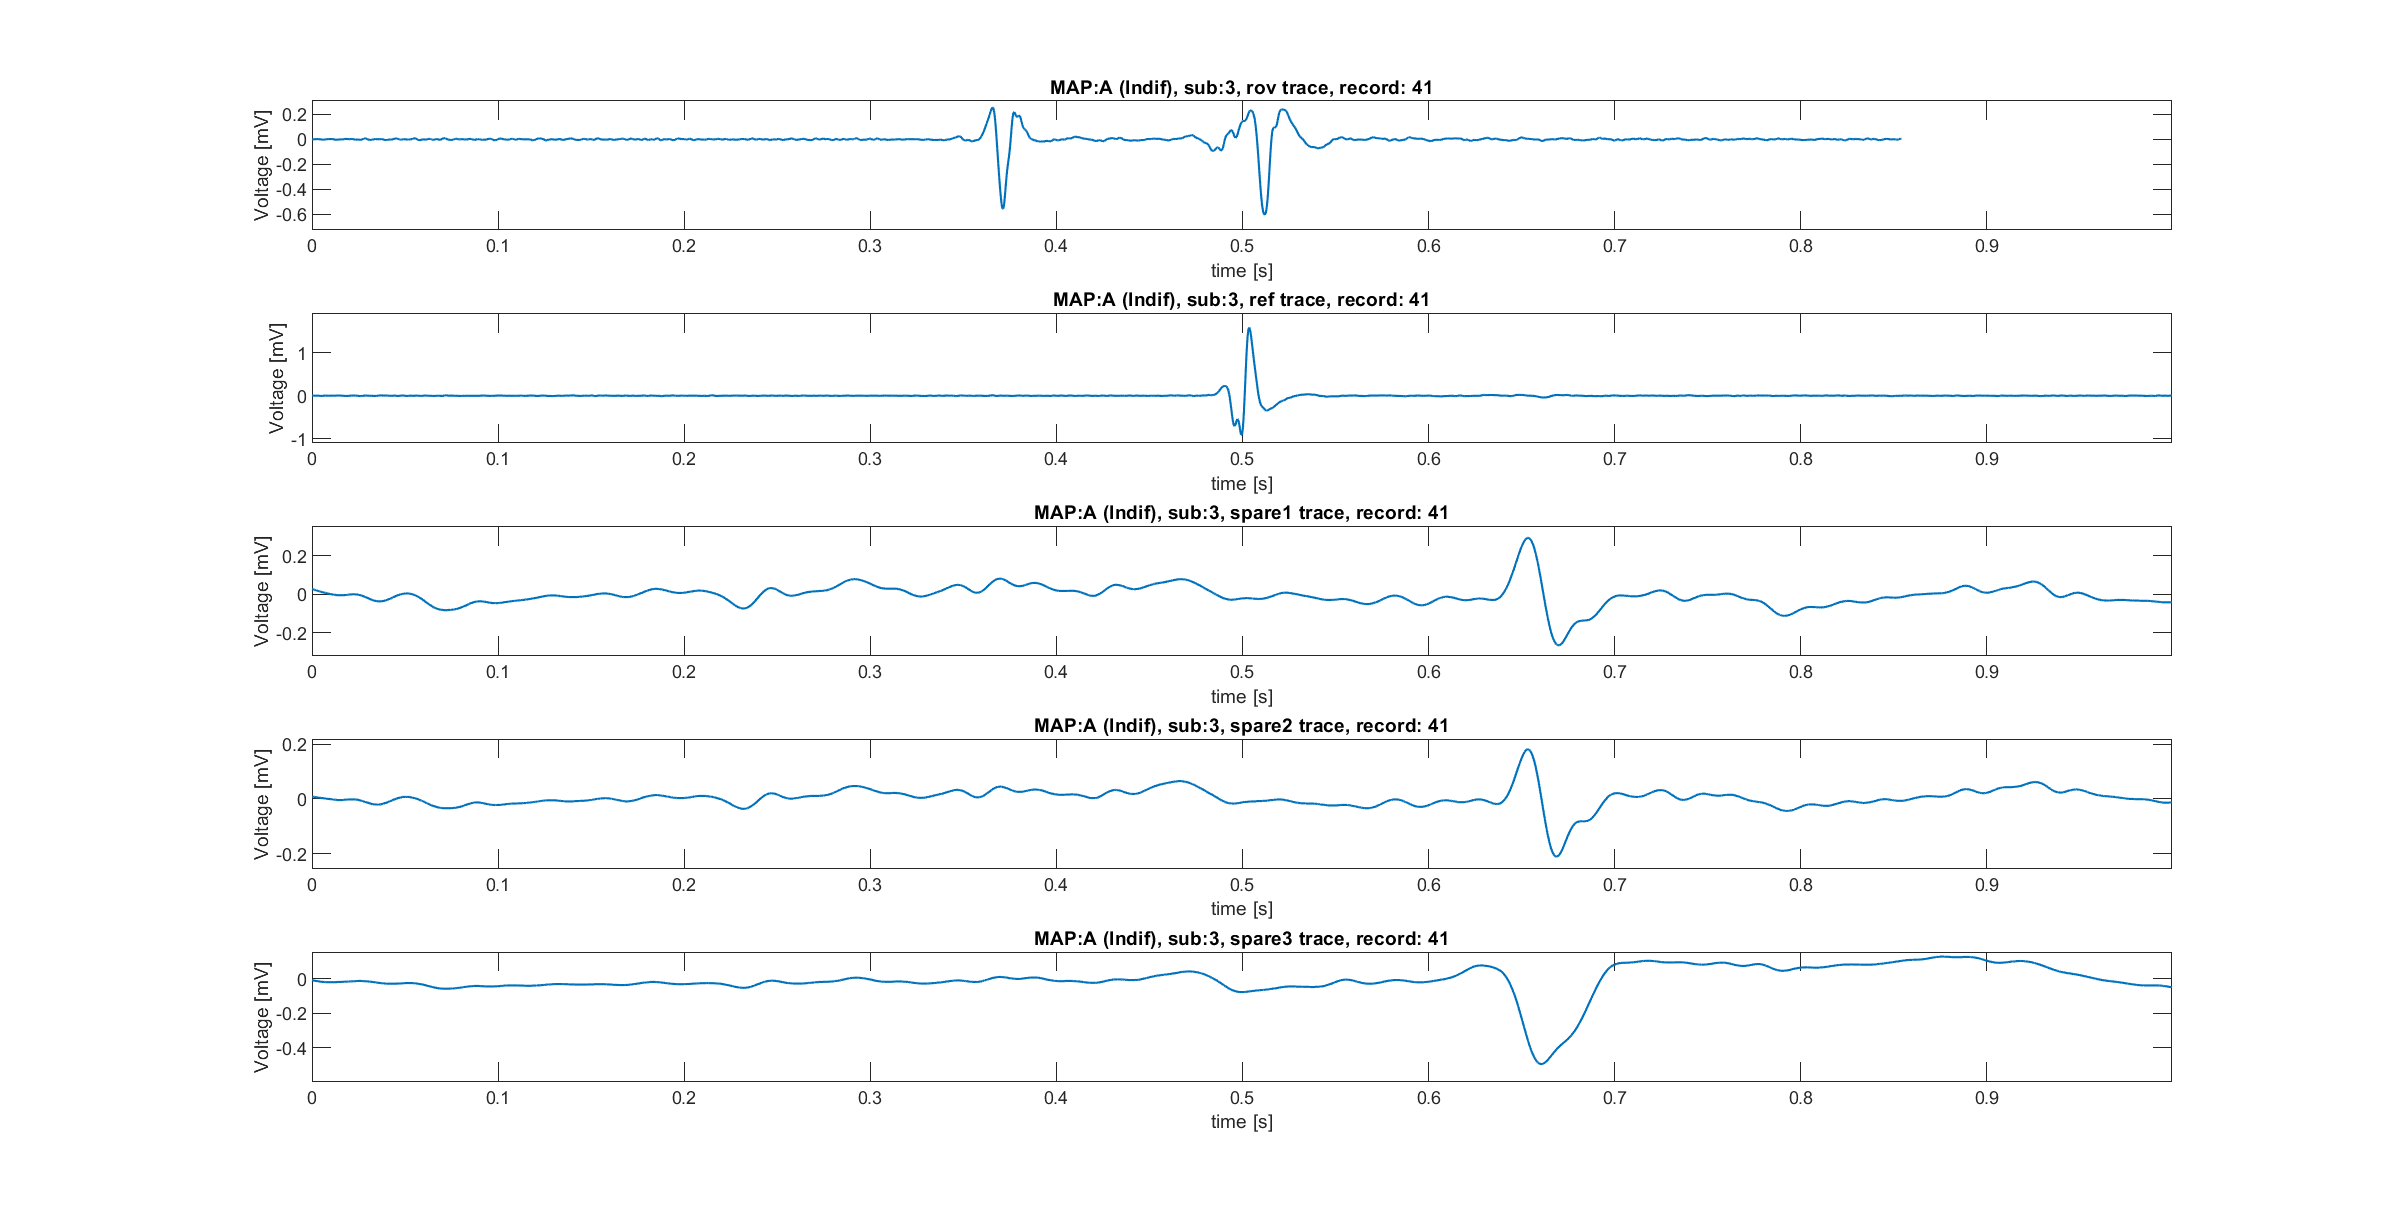 MAP:A (Indif), sub:3, rov trace, record: 41
Voltage [mV]
0.2
0
-0.2
-0.4
-0.6
0 0.1 0.2 0.3 0.4 0.5 0.6 0.7 0.8 0.9
time [s]
MAP:A (Indif), sub:3, ref trace, record: 41
Voltage [mV]
1
0
-1
0 0.1 0.2 0.3 0.4 0.5 0.6 0.7 0.8 0.9
time [s]
MAP:A (Indif), sub:3, spare1 trace, record: 41
Voltage [mV]
0.2
0
-0.2
0 0.1 0.2 0.3 0.4 0.5 0.6 0.7 0.8 0.9
time [s]
MAP:A (Indif), sub:3, spare2 trace, record: 41
Voltage [mV]
0.2
0
-0.2
0 0.1 0.2 0.3 0.4 0.5 0.6 0.7 0.8 0.9
time [s]
MAP:A (Indif), sub:3, spare3 trace, record: 41
Voltage [mV]
0
-0.2
-0.4
0 0.1 0.2 0.3 0.4 0.5 0.6 0.7 0.8 0.9
time [s]